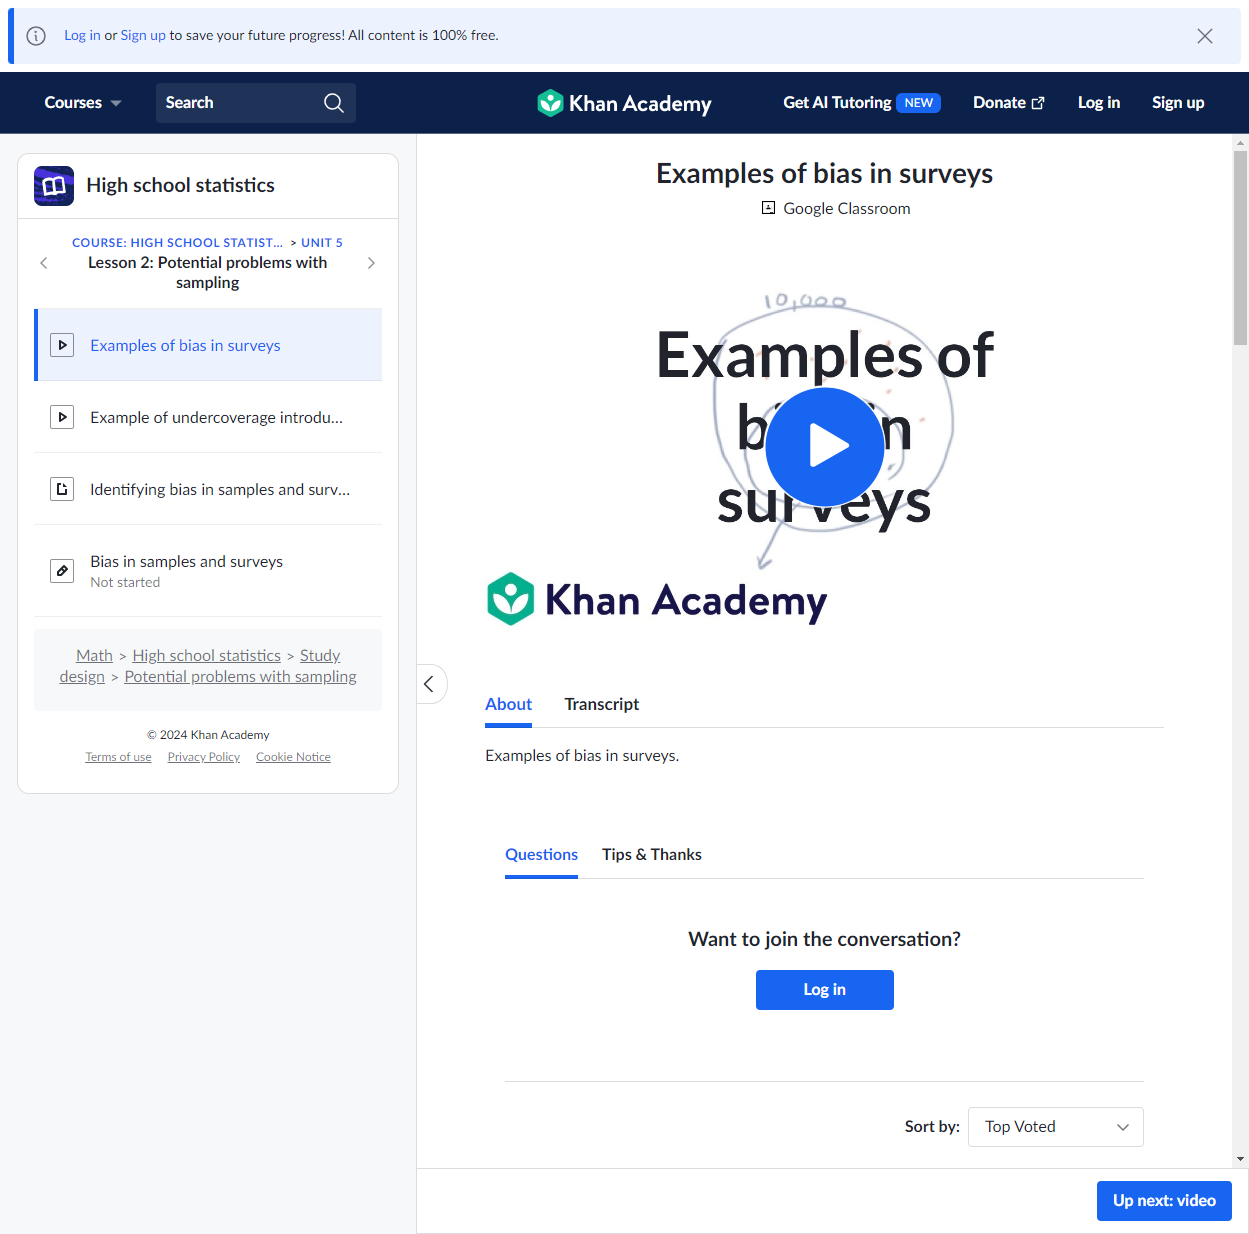 Log in or Sign up to save your future progress! All content is 100% free.
Courses
Search
Khan Academy
Get AI Tutoring NEW
Donate
Log in
Sign up
High school statistics
COURSE: HIGH SCHOOL STATIST... > UNIT 5
Lesson 2: Potential problems with
sampling
Examples of bias in surveys
Example of undercoverage introdu...
Identifying bias in samples and surv...
Bias in samples and surveys
Not started
Math > High school statistics > Study
design > Potential problems with sampling
© 2024 Khan Academy
Terms of use
Privacy Policy
Cookie Notice
Examples of bias in surveys
Google Classroom
10,000
Examples of
in
surveys
Khan Academy
About
Transcript
Examples of bias in surveys.
Questions
Tips & Thanks
Want to join the conversation?
Log in
Sort by:
Top Voted
Up next: video